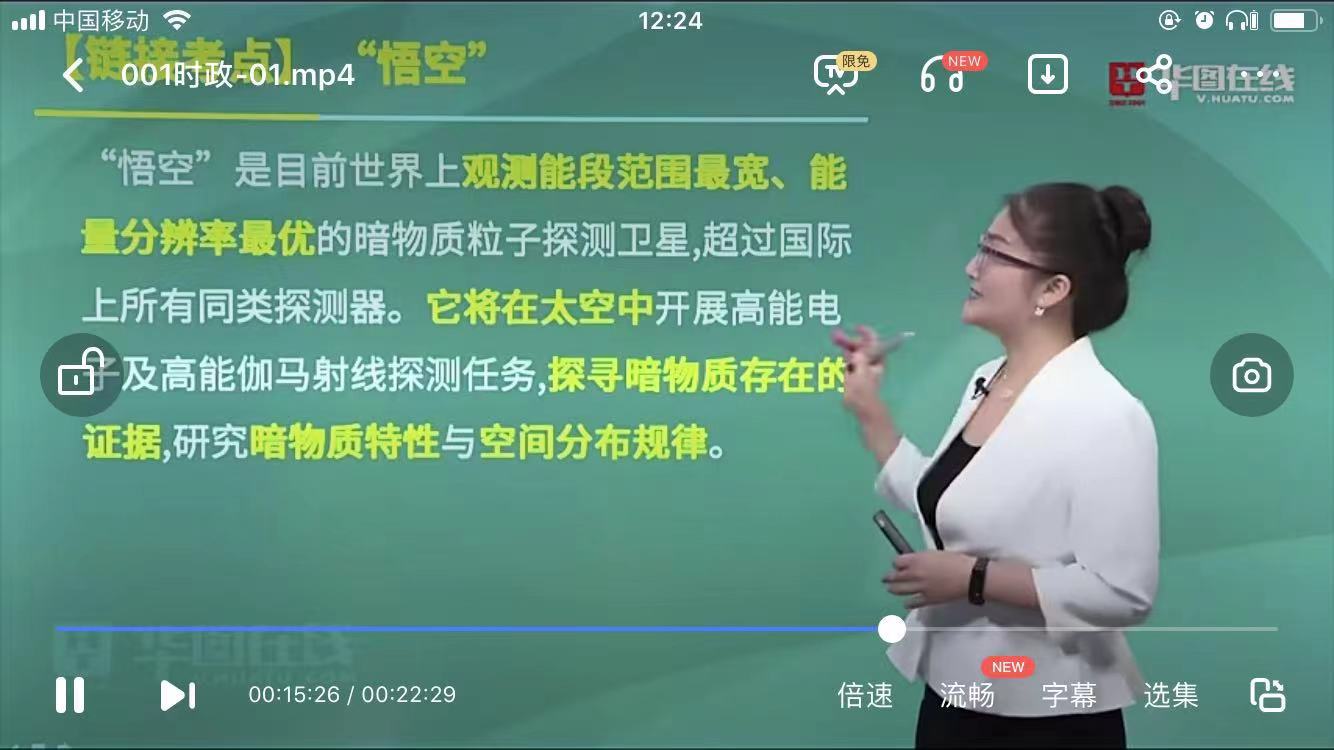 中国移动
12:24
【链接考点】 “悟空”
001时政-01.mp4
限免
NEW
华图在线
V.HUATU.COM
“悟空”是目前世界上观测能段范围最宽、能
量分辨率最优的暗物质粒子探测卫星,超过国际
上所有同类探测器。它将在太空中开展高能电
子及高能伽马射线探测任务,探寻暗物质存在的
证据,研究暗物质特性与空间分布规律。
华图在线
00:15:26 / 00:22:29
倍速
流畅
NEW
字幕
选集